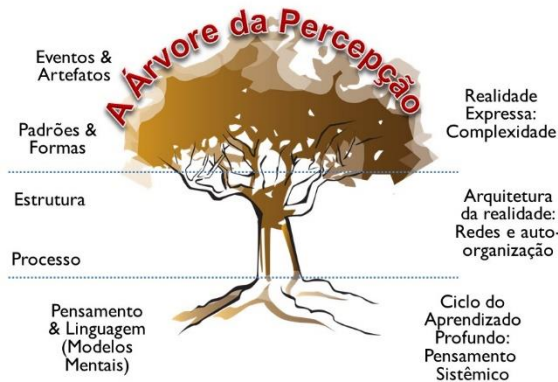 A Árvore da Percepção
Eventos &
Artefatos
Padrões &
Formas
Realidade
Expressa:
Complexidade
Estrutura
Processo
Arquitetura
da realidade:
Redes e auto-
organização
Pensamento
& Linguagem
(Modelos
Mentais)
Ciclo do
Aprendizado
Profundo:
Pensamento
Sistêmico